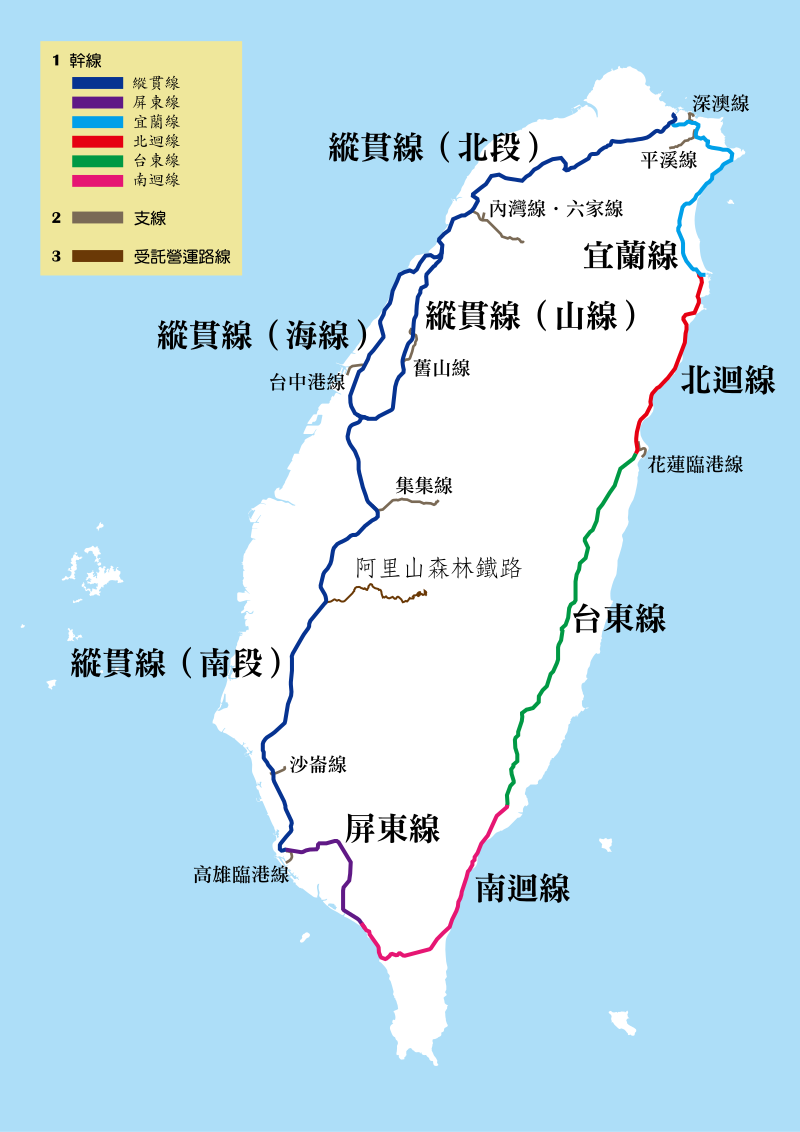 1 幹線
縱貫線
屏東線
宜蘭線
北迴線
台東線
南迴線
2 支線
3 受託營運路線
深澳線
縱貫線（北段）
平溪線
內灣線・六家線
宜蘭線
縱貫線（山線）
縱貫線（海線）
舊山線
台中港線
北迴線
花蓮臨港線
集集線
阿里山森林鐵路
台東線
縱貫線（南段）
沙崙線
屏東線
高雄臨港線
南迴線